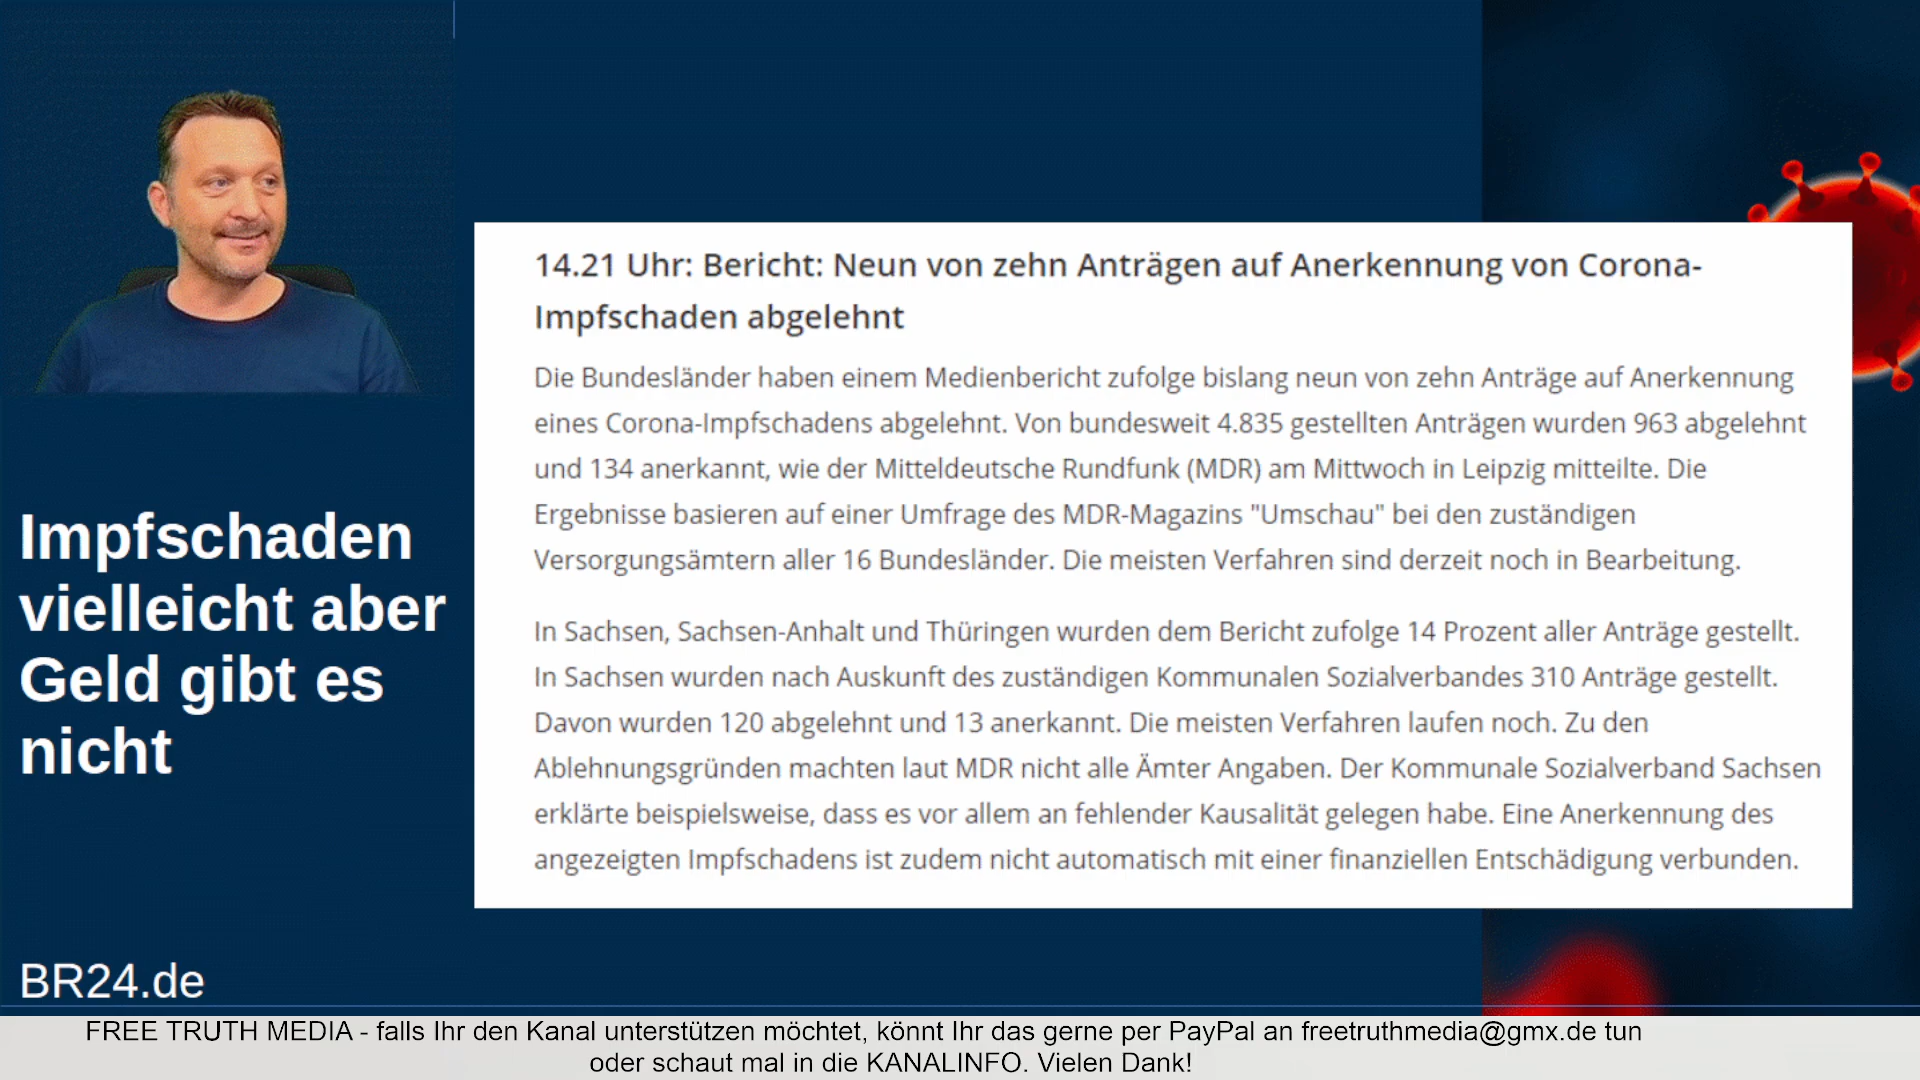 Impfschaden
vielleicht aber
Geld gibt es
nicht
BR24.de
14.21 Uhr: Bericht: Neun von zehn Anträgen auf Anerkennung von Corona-
Impfschaden abgelehnt
Die Bundesländer haben einem Medienbericht zufolge bislang neun von zehn Anträge auf Anerkennung
eines Corona-Impfschadens abgelehnt. Von bundesweit 4.835 gestellten Anträgen wurden 963 abgelehnt
und 134 anerkannt, wie der Mitteldeutsche Rundfunk (MDR) am Mittwoch in Leipzig mitteilte. Die
Ergebnisse basieren auf einer Umfrage des MDR-Magazins "Umschau" bei den zuständigen
Versorgungsämtern aller 16 Bundesländer. Die meisten Verfahren sind derzeit noch in Bearbeitung.
In Sachsen, Sachsen-Anhalt und Thüringen wurden dem Bericht zufolge 14 Prozent aller Anträge gestellt.
In Sachsen wurden nach Auskunft des zuständigen Kommunalen Sozialverbandes 310 Anträge gestellt.
Davon wurden 120 abgelehnt und 13 anerkannt. Die meisten Verfahren laufen noch. Zu den
Ablehnungsgründen machten laut MDR nicht alle Ämter Angaben. Der Kommunale Sozialverband Sachsen
erklärte beispielsweise, dass es vor allem an fehlender Kausalität gelegen habe. Eine Anerkennung des
angezeigten Impfschadens ist zudem nicht automatisch mit einer finanziellen Entschädigung verbunden.
FREE TRUTH MEDIA - falls Ihr den Kanal unterstützen möchtet, könnt Ihr das gerne per PayPal an freetruthmedia@gmx.de tun
oder schaut mal in die KANALINFO. Vielen Dank!